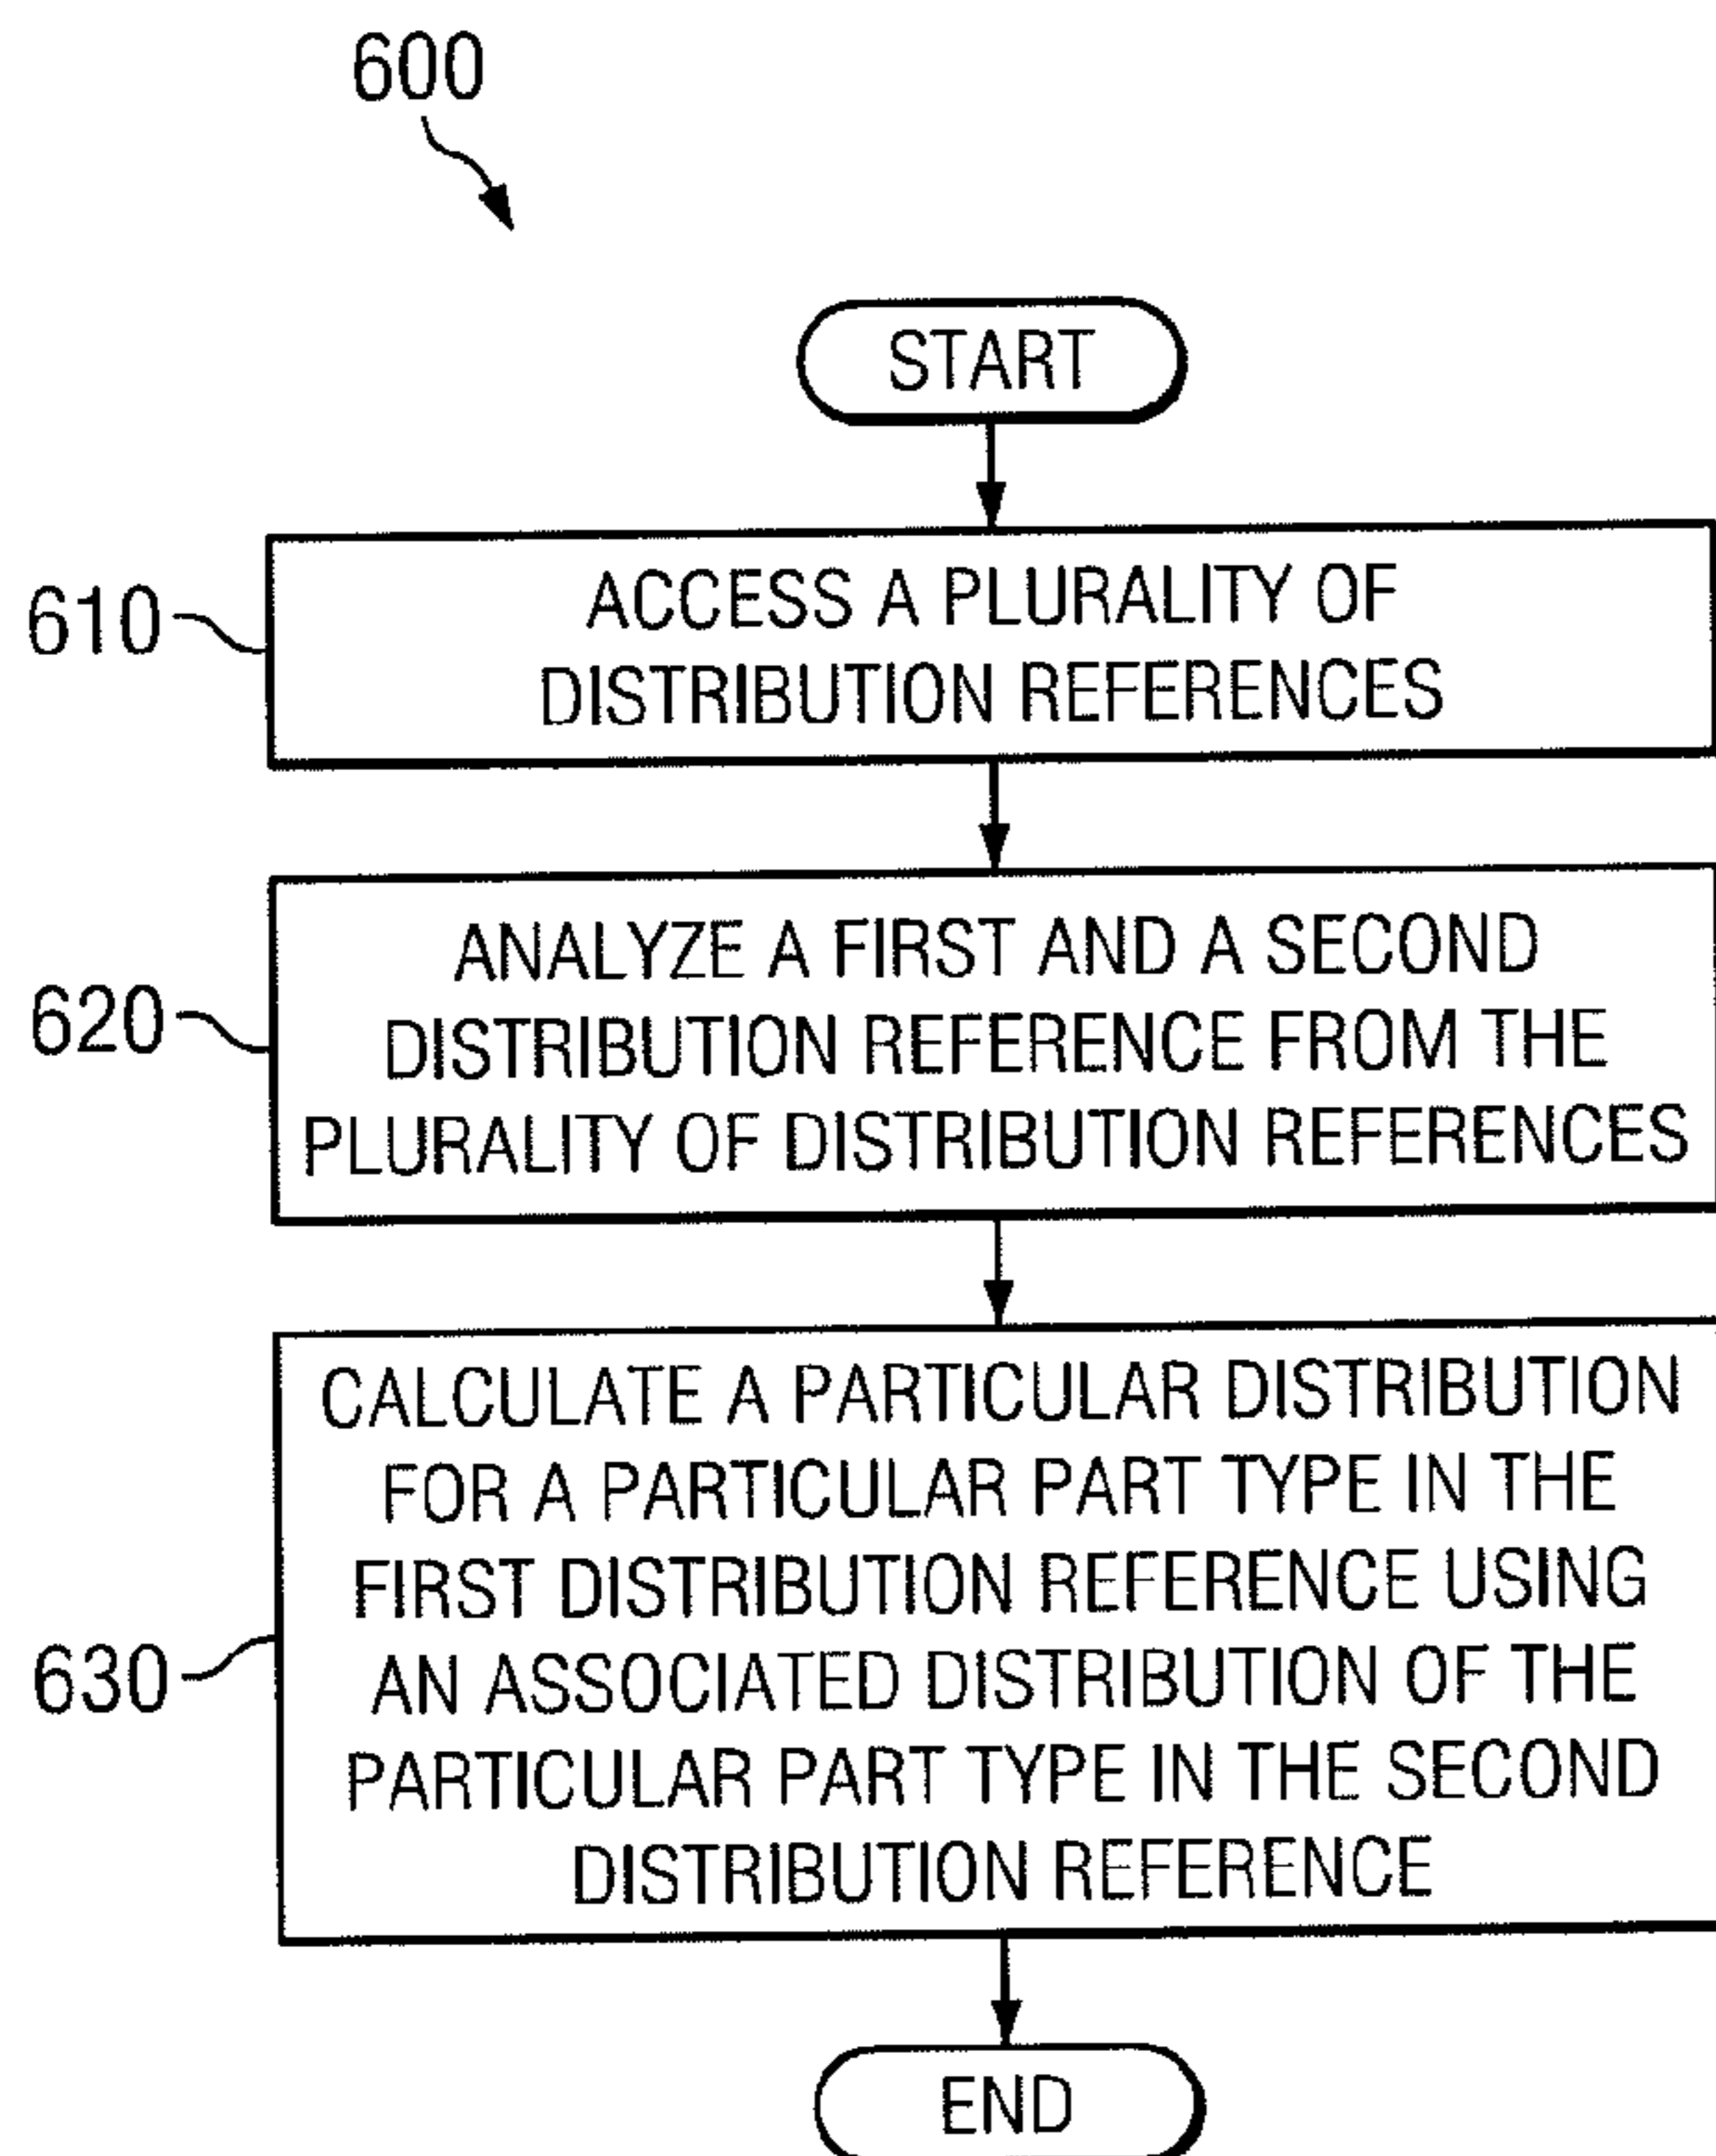 600
START
610
ACCESS A PLURALITY OF
DISTRIBUTION REFERENCES
620
ANALYZE A FIRST AND A SECOND
DISTRIBUTION REFERENCE FROM THE
PLURALITY OF DISTRIBUTION REFERENCES
630
CALCULATE A PARTICULAR DISTRIBUTION
FOR A PARTICULAR PART TYPE IN THE
FIRST DISTRIBUTION REFERENCE USING
AN ASSOCIATED DISTRIBUTION OF THE
PARTICULAR PART TYPE IN THE SECOND
DISTRIBUTION REFERENCE
END